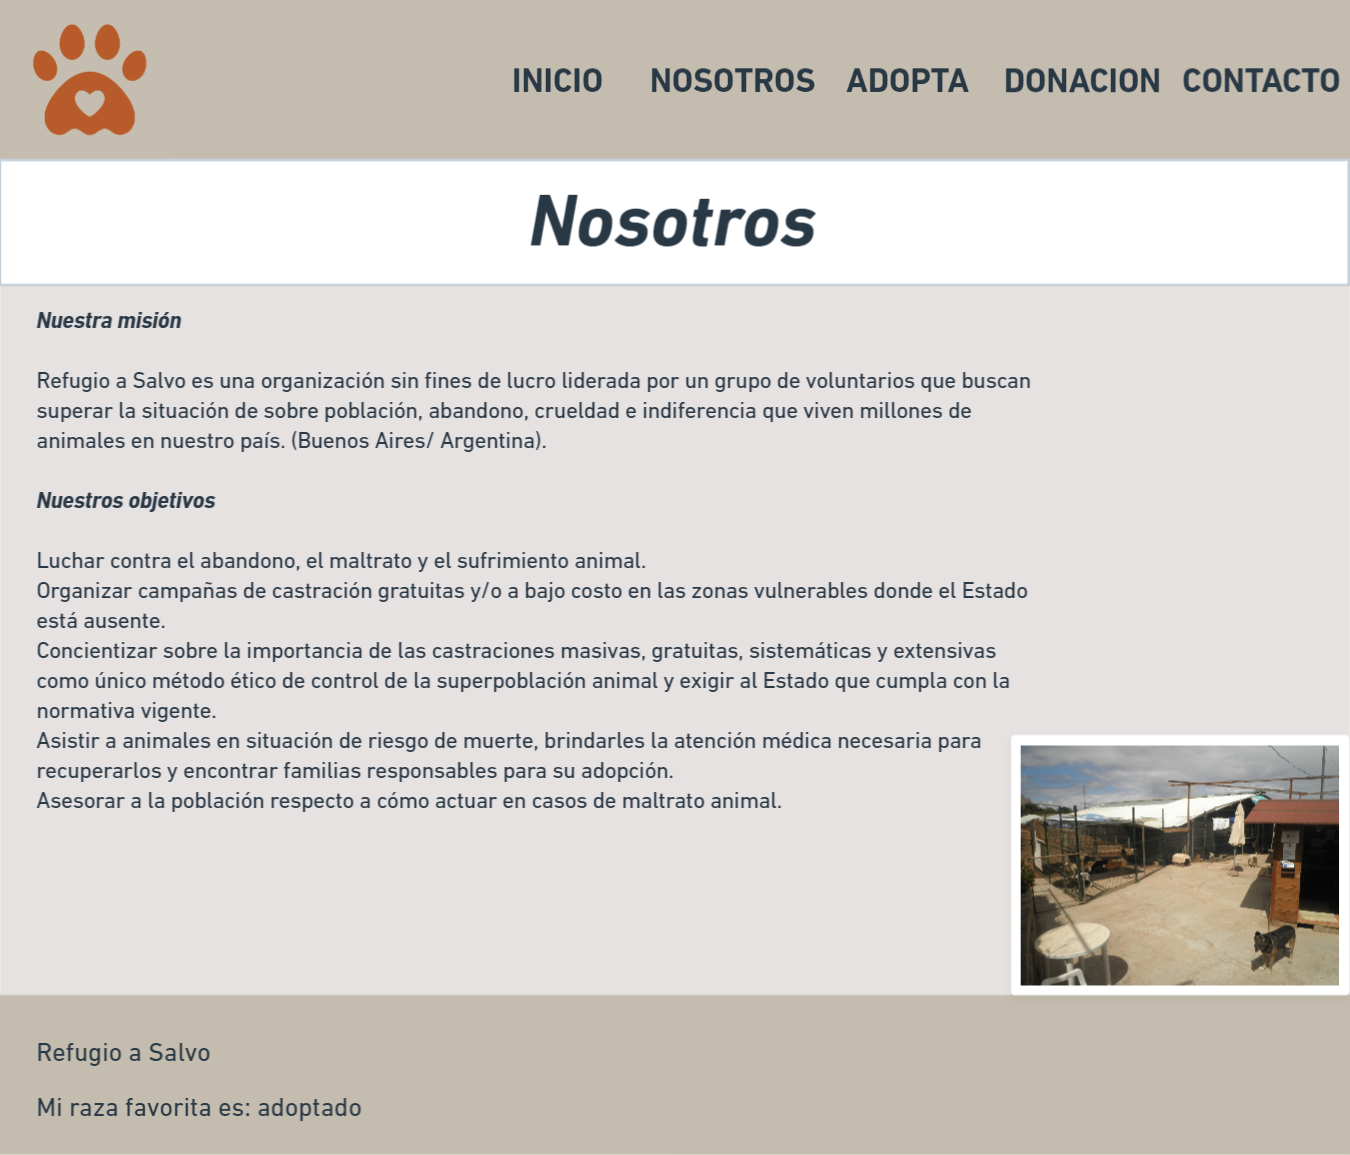 INICIO NOSOTROS ADOPTA DONACION CONTACTO
Nosotros
Nuestra misión
Refugio a Salvo es una organización sin fines de lucro liderada por un grupo de voluntarios que buscan
superar la situación de sobre población, abandono, crueldad e indiferencia que viven millones de
animales en nuestro país. (Buenos Aires/ Argentina).
Nuestros objetivos
Luchar contra el abandono, el maltrato y el sufrimiento animal.
Organizar campañas de castración gratuitas y/o a bajo costo en las zonas vulnerables donde el Estado
está ausente.
Concientizar sobre la importancia de las castraciones masivas, gratuitas, sistemáticas y extensivas
como único método ético de control de la superpoblación animal y exigir al Estado que cumpla con la
normativa vigente.
Asistir a animales en situación de riesgo de muerte, brindarles la atención médica necesaria para
recuperarlos y encontrar familias responsables para su adopción.
Asesorar a la población respecto a cómo actuar en casos de maltrato animal.
Refugio a Salvo
Mi raza favorita es: adoptado